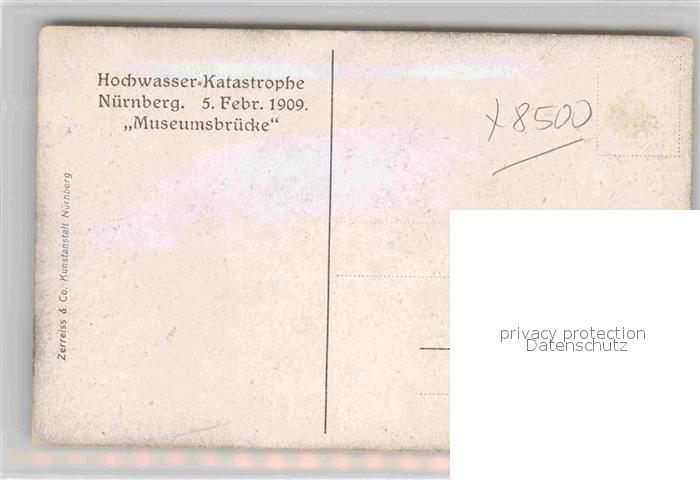 Hochwasser-Katastrophe
Nürnberg. 5. Febr. 1909.
„Museumsbrücke“
x 8500
Zerreiss & Co. Kunstanstalt Nürnberg
privacy protection
Datenschutz